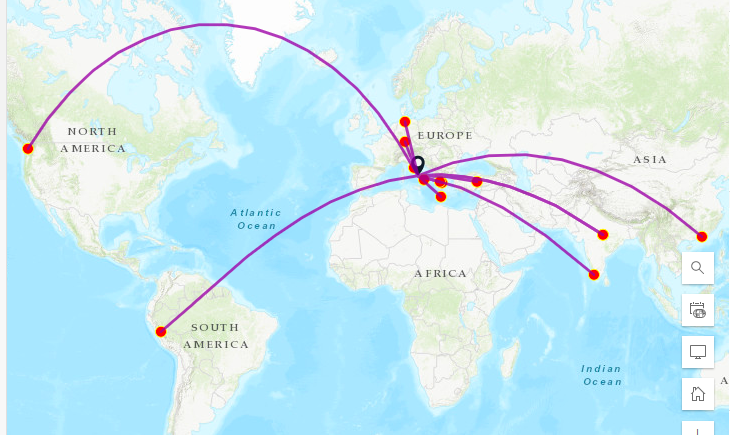 NORTH
AMERICA
EUROPE
ASIA
Atlantic
Ocean
AFRICA
SOUTH
AMERICA
Indian
Ocean
A